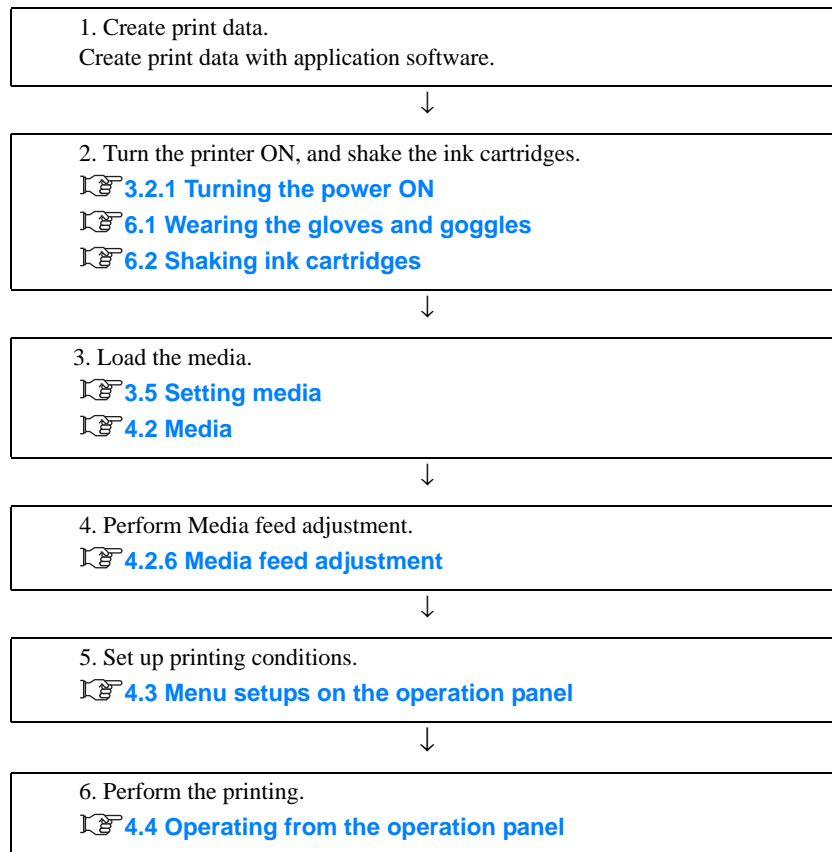 1. Create print data.
Create print data with application software.
↓
2. Turn the printer ON, and shake the ink cartridges.
3.2.1 Turning the power ON
6.1 Wearing the gloves and goggles
6.2 Shaking ink cartridges
↓
3. Load the media.
3.5 Setting media
4.2 Media
↓
4. Perform Media feed adjustment.
4.2.6 Media feed adjustment
↓
5. Set up printing conditions.
4.3 Menu setups on the operation panel
↓
6. Perform the printing.
4.4 Operating from the operation panel